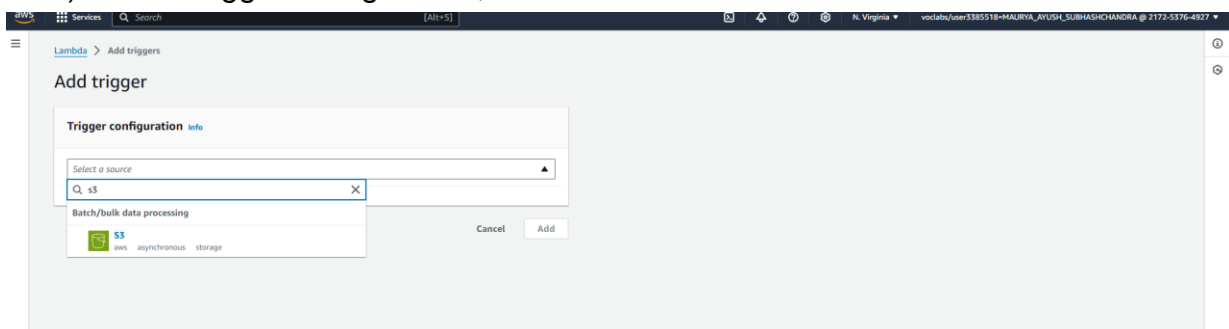 aws Services Search [Alt+S] N. Virginia ▼ voclabs/user3385518=MAURYA_AYUSH_SUBHASHCHANDRA @ 2172-5376-4927 ▼
Lambda > Add triggers
Add trigger
Trigger configuration Info
Select a source
s3
Batch/bulk data processing
S3
aws asynchronous storage
Cancel Add